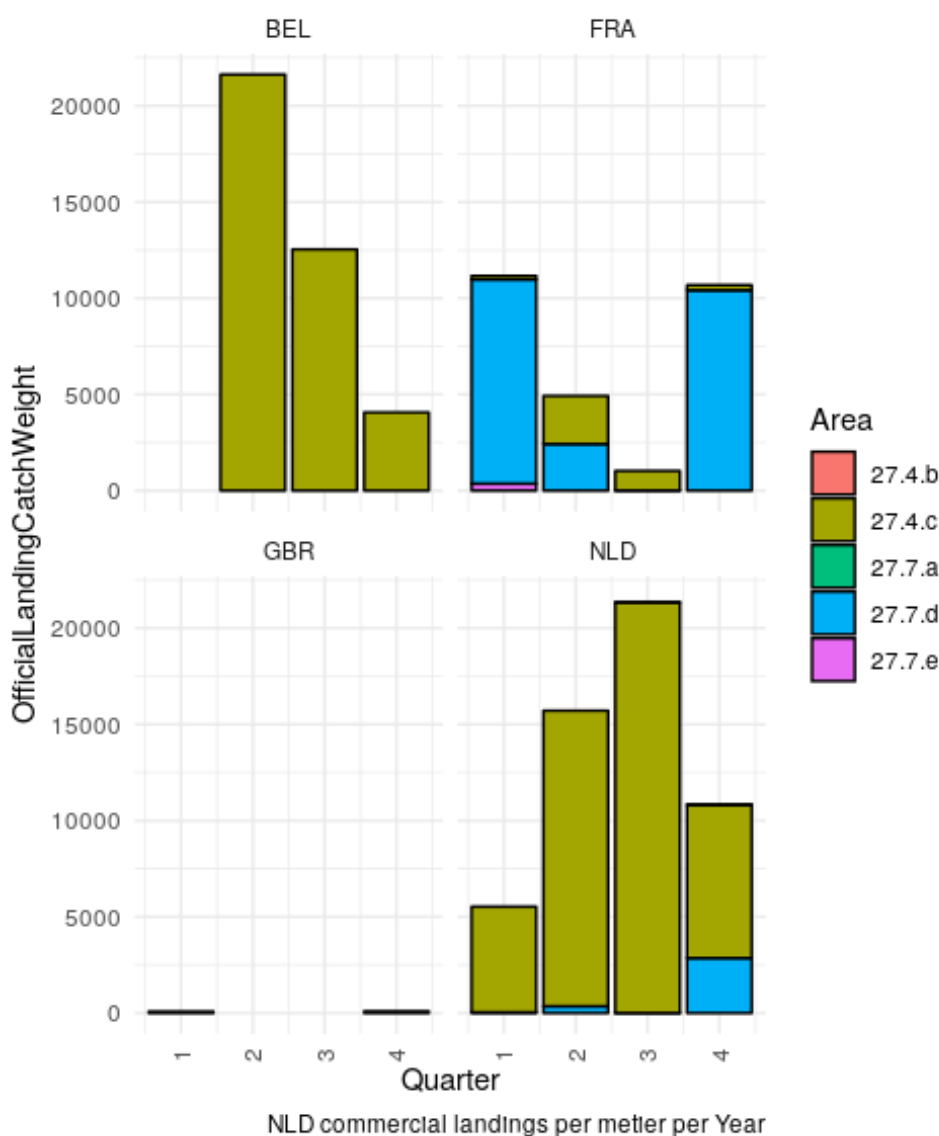 BEL
FRA
20000
15000
10000
5000
0
GBR
NLD
20000
15000
10000
5000
0
OfficialLandingCatchWeight
1
2
3
4
1
2
3
4
Quarter
NLD commercial landings per metier per Year
Area
27.4.b
27.4.c
27.7.a
27.7.d
27.7.e